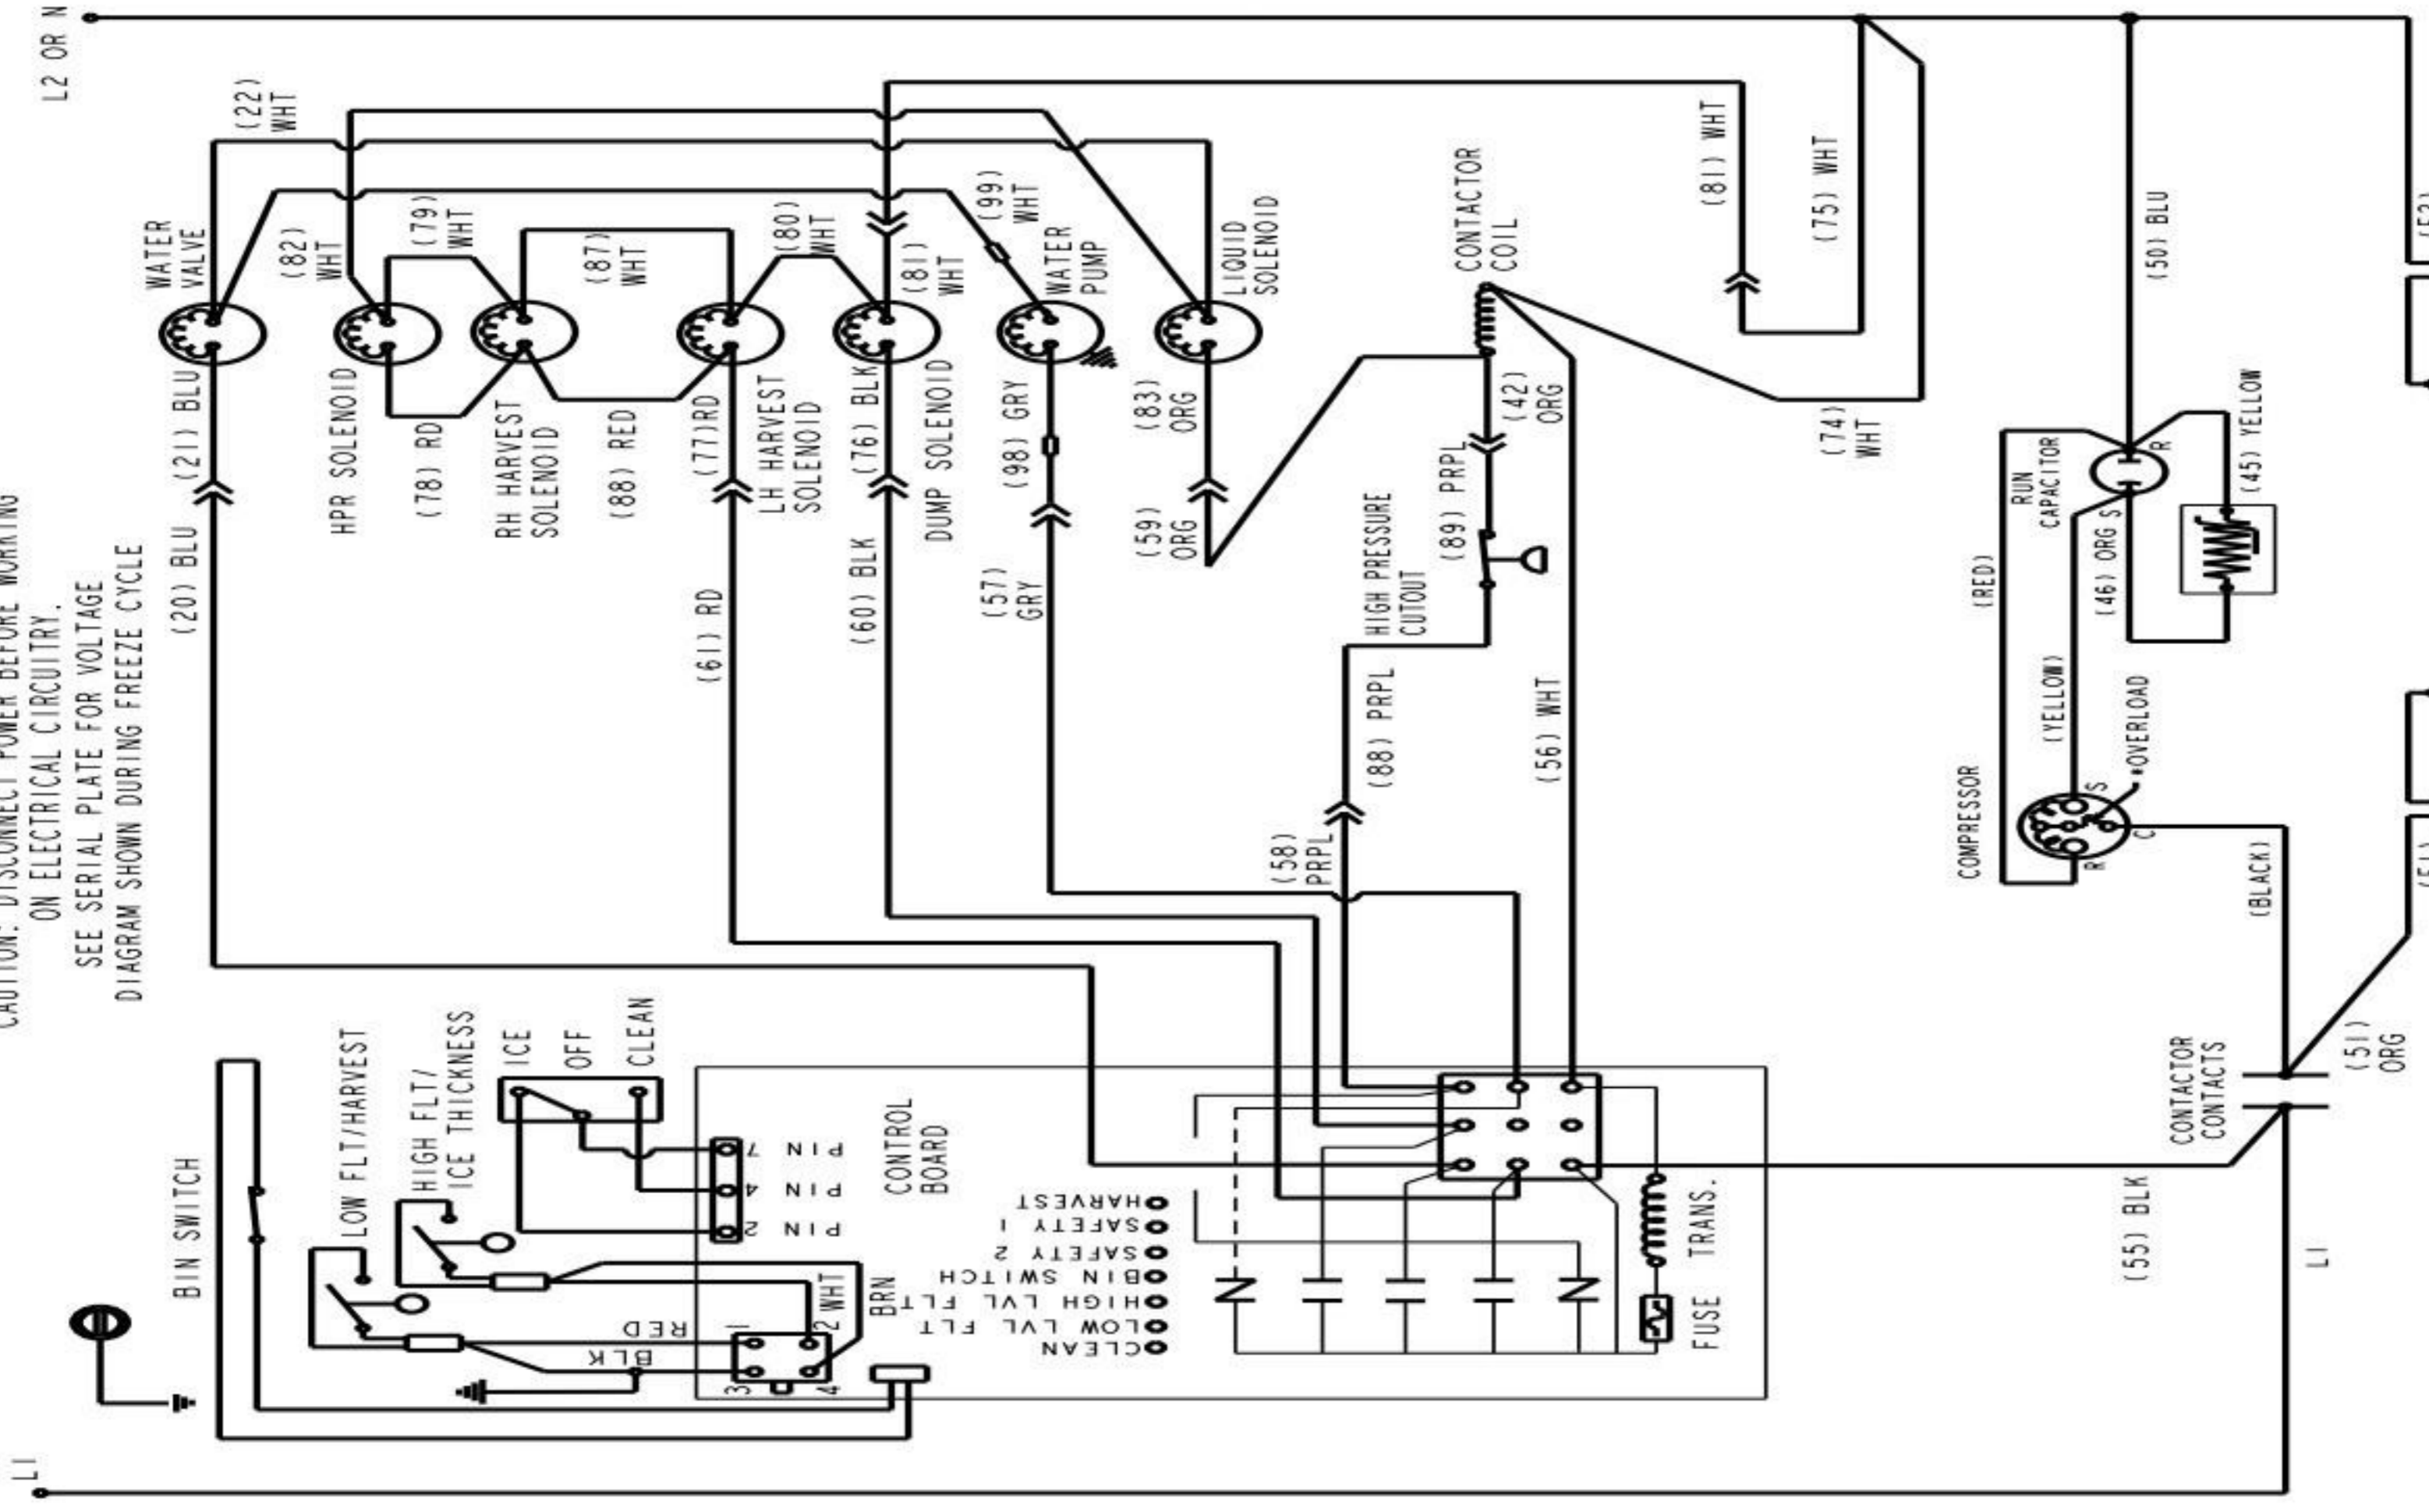 L1
L2 OR N
CAUTION: DISCONNECT POWER BEFORE WORKING
ON ELECTRICAL CIRCUITRY.
SEE SERIAL PLATE FOR VOLTAGE
DIAGRAM SHOWN DURING FREEZE CYCLE
WATER
VALVE
(20) BLU
(21) BLU
(22)
WHT
BIN SWITCH
LOW FLT/HARVEST
HIGH FLT/
ICE THICKNESS
ICE
OFF
CLEAN
HPR SOLENOID
(82)
WHT
(78) RD
(79)
WHT
RH HARVEST
SOLENOID
(88) RED
(87)
WHT
(61) RD
(77)RD
LH HARVEST
SOLENOID
(80)
WHT
(60) BLK
(76) BLK
DUMP SOLENOID
(81)
WHT
(57)
GRY
(98) GRY
(99)
WHT
WATER
PUMP
(59)
ORG
(83)
ORG
LIQUID
SOLENOID
RED
BLK
1
2
3
4
WHT
BRN
PIN 2
PIN 4
PIN 7
2
4
7
CONTROL
BOARD
HARVEST
SAFETY 1
SAFETY 2
BIN SWITCH
HIGH LVL FLT
LOW LVL FLT
CLEAN
FUSE
TRANS.
(58)
PRPL
(88) PRPL
HIGH PRESSURE
CUTOUT
(89) PRPL
(42)
ORG
CONTACTOR
COIL
(56) WHT
(81) WHT
(75) WHT
(74)
WHT
COMPRESSOR
R
S
C
OVERLOAD
(RED)
(YELLOW)
(BLACK)
RUN
CAPACITOR
R
S
(46) ORG
(45) YELLOW
(50) BLU
(55) BLK
L1
CONTACTOR
CONTACTS
(51)
ORG